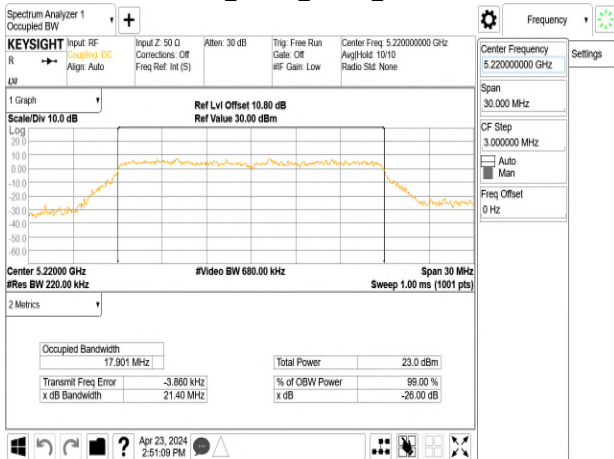 Spectrum Analyzer 1
Occupied BW
Frequency
KEYSIGHT
R
LXI
Input: RF
Coupling: DC
Align: Auto
Input Z: 50 Ω
Corrections: Off
Freq Ref: Int (S)
Atten: 30 dB
Trig: Free Run
Gate: Off
#IF Gain: Low
Center Freq: 5.220000000 GHz
Avg|Hold: 10/10
Radio Std: None
Center Frequency
5.220000000 GHz
Settings
Span
30.000 MHz
CF Step
3.000000 MHz
Auto
Man
Freq Offset
0 Hz
1 Graph
Scale/Div 10.0 dB
Ref Lvl Offset 10.80 dB
Ref Value 30.00 dBm
Log
20.0
10.0
0.00
-10.0
-20.0
-30.0
-40.0
-50.0
-60.0
Center 5.22000 GHz
#Video BW 680.00 kHz
Span 30 MHz
#Res BW 220.00 kHz
Sweep 1.00 ms (1001 pts)
2 Metrics
Occupied Bandwidth
17.901 MHz
Total Power 23.0 dBm
Transmit Freq Error -3.860 kHz
% of OBW Power 99.00 %
x dB Bandwidth 21.40 MHz
x dB -26.00 dB
?
Apr 23, 2024
2:51:09 PM